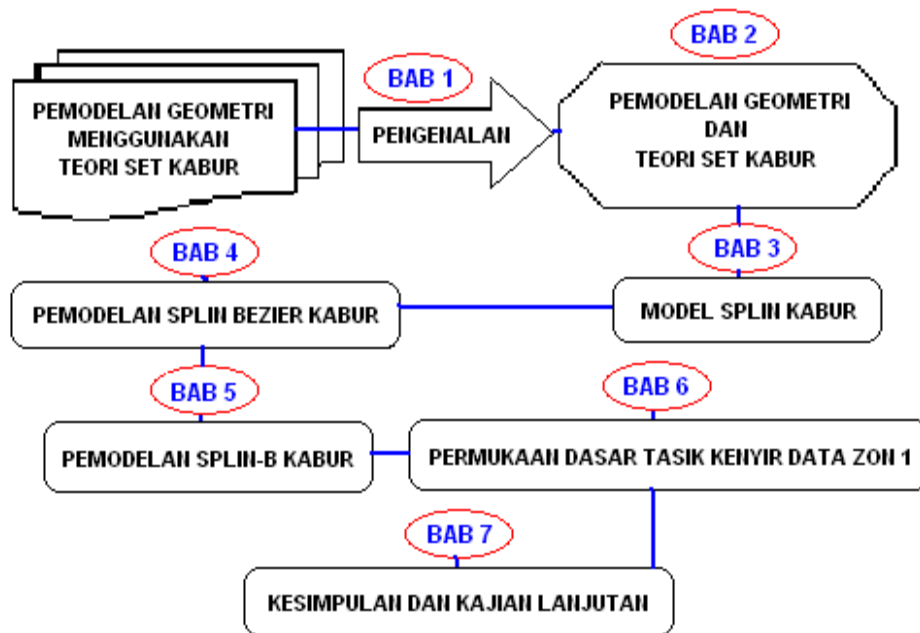 BAB 1
BAB 2
PEMODELAN GEOMETRI
MENGGUNAKAN
TEORI SET KABUR
PENGENALAN
PEMODELAN GEOMETRI
DAN
TEORI SET KABUR
BAB 4
BAB 3
PEMODELAN SPLIN BEZIER KABUR
MODEL SPLIN KABUR
BAB 5
BAB 6
PEMODELAN SPLIN-B KABUR
PERMUKAAN DASAR TASIK KENYIR DATA ZON 1
BAB 7
KESIMPULAN DAN KAJIAN LANJUTAN